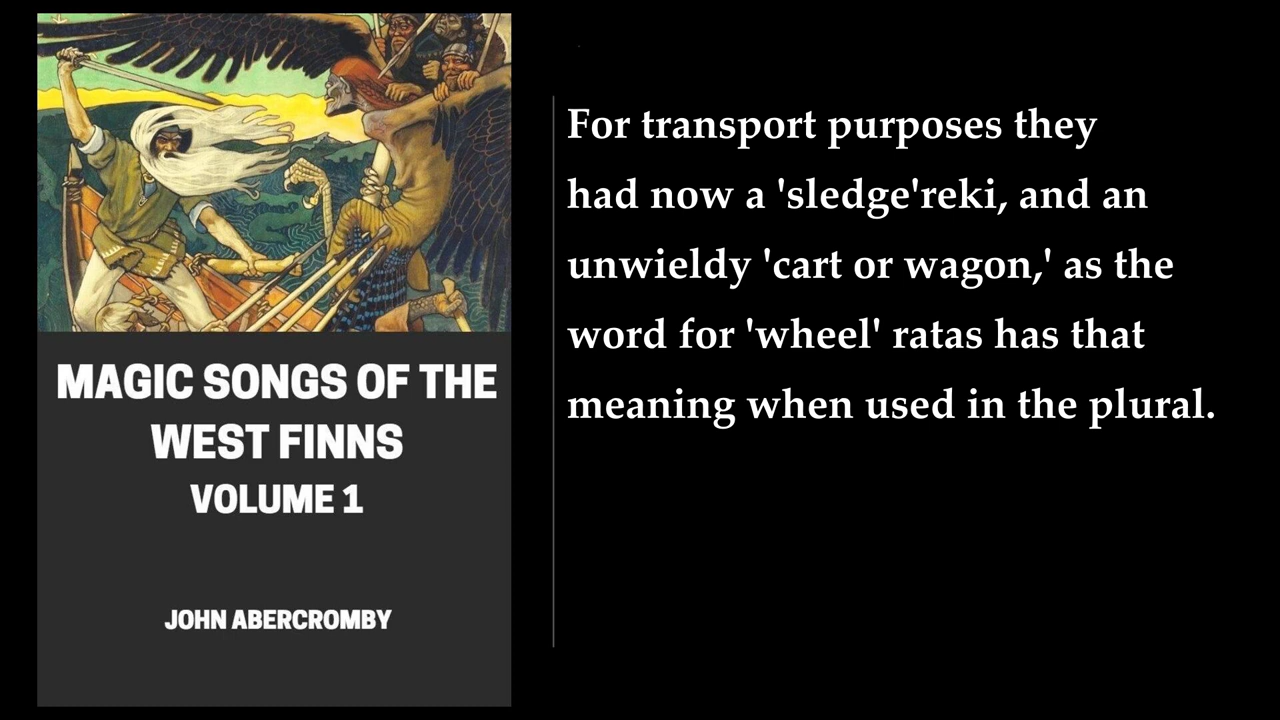 MAGIC SONGS OF THE
WEST FINNS
VOLUME 1
JOHN ABERCROMBY
For transport purposes they
had now a 'sledge'reki, and an
unwieldy 'cart or wagon,' as the
word for 'wheel' ratas has that
meaning when used in the plural.